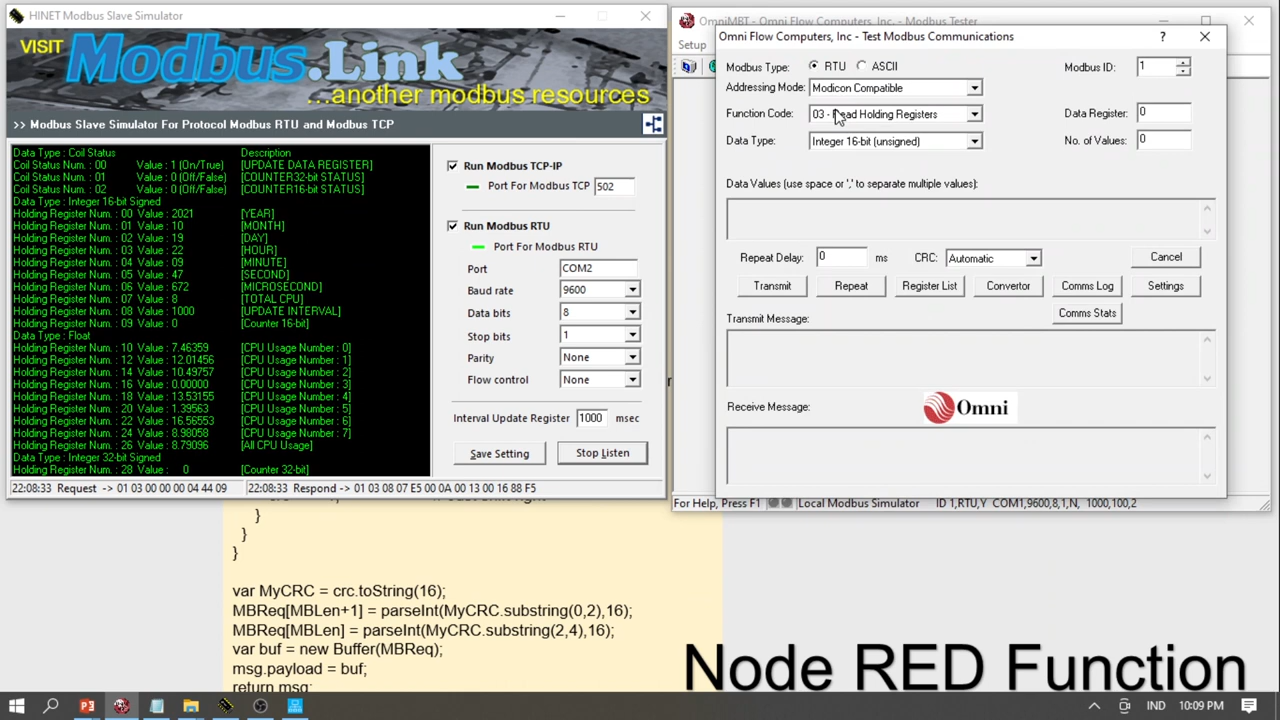 HINET Modbus Slave Simulator
VISIT Modbus.Link
...another modbus resources
>> Modbus Slave Simulator For Protocol Modbus RTU and Modbus TCP
Data Type : Coil Status Description
Coil Status Num. : 00 Value : 1 (On/True) [UPDATE DATA REGISTER]
Coil Status Num. : 01 Value : 0 (Off/False) [COUNTER32-bit STATUS]
Coil Status Num. : 02 Value : 0 (Off/False) [COUNTER16-bit STATUS]
Data Type : Integer 16-bit Signed
Holding Register Num. : 00 Value : 2021 [YEAR]
Holding Register Num. : 01 Value : 10 [MONTH]
Holding Register Num. : 02 Value : 19 [DAY]
Holding Register Num. : 03 Value : 22 [HOUR]
Holding Register Num. : 04 Value : 09 [MINUTE]
Holding Register Num. : 05 Value : 47 [SECOND]
Holding Register Num. : 06 Value : 672 [MICROSECOND]
Holding Register Num. : 07 Value : 8 [TOTAL CPU]
Holding Register Num. : 08 Value : 1000 [UPDATE INTERVAL]
Holding Register Num. : 09 Value : 0 [Counter 16-bit]
Data Type : Float
Holding Register Num. : 10 Value : 7.46359 [CPU Usage Number : 0]
Holding Register Num. : 12 Value : 12.01456 [CPU Usage Number : 1]
Holding Register Num. : 14 Value : 10.49757 [CPU Usage Number : 2]
Holding Register Num. : 16 Value : 0.00000 [CPU Usage Number : 3]
Holding Register Num. : 18 Value : 13.53155 [CPU Usage Number : 4]
Holding Register Num. : 20 Value : 1.39563 [CPU Usage Number : 5]
Holding Register Num. : 22 Value : 16.56553 [CPU Usage Number : 6]
Holding Register Num. : 24 Value : 8.98058 [CPU Usage Number : 7]
Holding Register Num. : 26 Value : 8.79096 [All CPU Usage]
Data Type : Integer 32-bit Signed
Holding Register Num. : 28 Value : 0 [Counter 32-bit]
Run Modbus TCP-IP
Port For Modbus TCP 502
Run Modbus RTU
Port For Modbus RTU
Port COM2
Baud rate 9600
Data bits 8
Stop bits 1
Parity None
Flow control None
Interval Update Register 1000 msec
Save Setting Stop Listen
22:08:33 Request -> 01 03 00 00 00 04 44 09 22:08:33 Respond -> 01 03 08 07 E5 00 0A 00 13 00 16 88 F5
OmniMBT - Omni Flow Computers, Inc. - Modbus Tester
Setup
Omni Flow Computers, Inc - Test Modbus Communications ?
Modbus Type: RTU ASCII Modbus ID: 1
Addressing Mode: Modicon Compatible
Function Code: 03 - Read Holding Registers Data Register: 0
Data Type: Integer 16-bit (unsigned) No. of Values: 0
Data Values (use space or ',' to separate multiple values):
Repeat Delay: 0 ms CRC: Automatic Cancel
Transmit Repeat Register List Convertor Comms Log Settings
Transmit Message: Comms Stats
Receive Message: Omni
For Help, Press F1 Local Modbus Simulator ID 1,RTU,Y COM1,9600,8,1,N, 1000,100,2
}
}
}
var MyCRC = crc.toString(16);
MBReq[MBLen+1] = parseInt(MyCRC.substring(0,2),16);
MBReq[MBLen] = parseInt(MyCRC.substring(2,4),16);
var buf = new Buffer(MBReq);
msg.payload = buf;
return msg;
Node RED Function
IND 10:09 PM